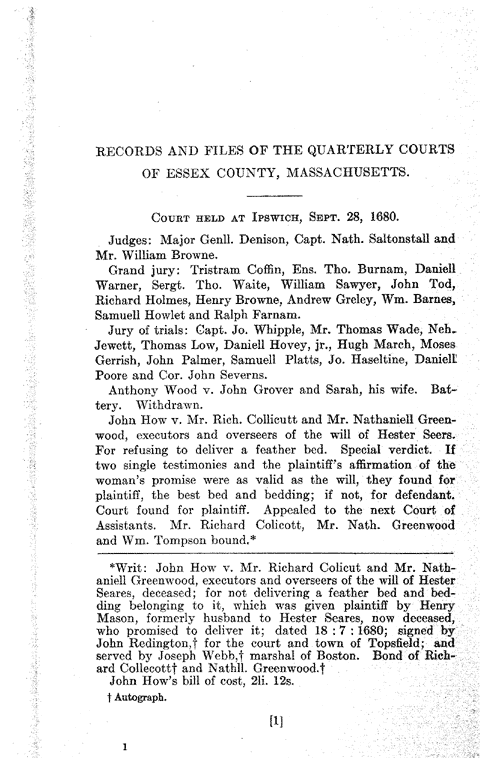 RECORDS AND FILES OF THE QUARTERLY COURTS
OF ESSEX COUNTY, MASSACHUSETTS.
COURT HELD AT IPSWICH, SEPT. 28, 1680.
Judges: Major Genll. Denison, Capt. Nath. Saltonstall and
Mr. William Browne.
Grand jury: Tristram Coffin, Ens. Tho. Burnam, Daniell
Warner, Sergt. Tho. Waite, William Sawyer, John Tod,
Richard Holmes, Henry Browne, Andrew Greley, Wm. Barnes,
Samuell Howlet and Ralph Farnam.
Jury of trials: Capt. Jo. Whipple, Mr. Thomas Wade, Neh.
Jewett, Thomas Low, Daniell Hovey, jr., Hugh March, Moses
Gerrish, John Palmer, Samuell Platts, Jo. Haseltine, Daniell
Poore and Cor. John Severns.
Anthony Wood v. John Grover and Sarah, his wife. Bat-
tery. Withdrawn.
John How v. Mr. Rich. Collicutt and Mr. Nathaniell Green-
wood, executors and overseers of the will of Hester Seers.
For refusing to deliver a feather bed. Special verdict. If
two single testimonies and the plaintiff's affirmation of the
woman's promise were as valid as the will, they found for
plaintiff, the best bed and bedding; if not, for defendant.
Court found for plaintiff. Appealed to the next Court of
Assistants. Mr. Richard Colicott, Mr. Nath. Greenwood
and Wm. Tompson bound.*
*Writ: John How v. Mr. Richard Colicut and Mr. Nath-
aniell Greenwood, executors and overseers of the will of Hester
Seares, deceased; for not delivering a feather bed and bed-
ding belonging to it, which was given plaintiff by Henry
Mason, formerly husband to Hester Seares, now deceased,
who promised to deliver it; dated 18 : 7 : 1680; signed by
John Redington,† for the court and town of Topsfield; and
served by Joseph Webb,† marshal of Boston. Bond of Rich-
ard Collecott† and Nathll. Greenwood.†
John How's bill of cost, 2li. 12s.
† Autograph.
[1]
1